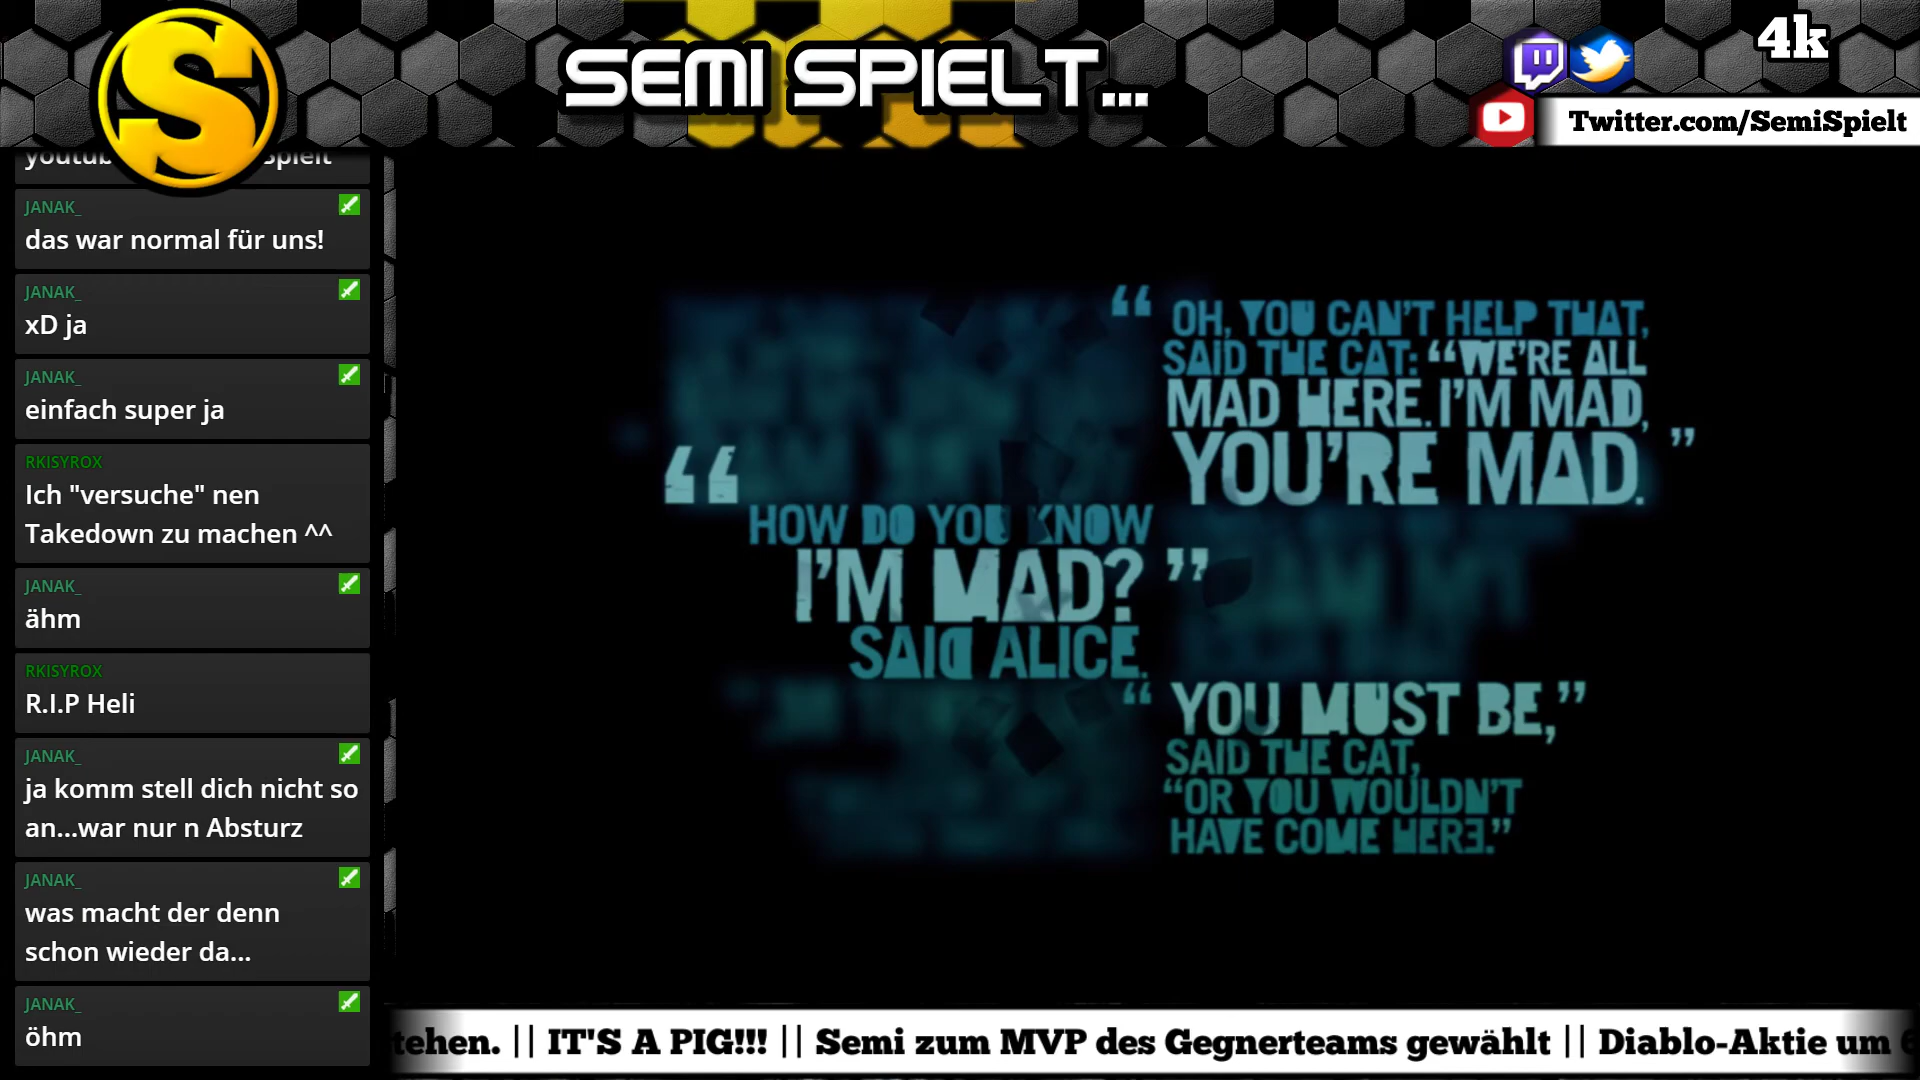 SEMI SPIELT...
4k
Twitter.com/SemiSpielt
S
JANAK_
das war normal für uns!
JANAK_
xD ja
JANAK_
einfach super ja
RKISYROX
Ich "versuche" nen
Takedown zu machen ^^
JANAK_
ähm
RKISYROX
R.I.P Heli
JANAK_
ja komm stell dich nicht so
an...war nur n Absturz
JANAK_
was macht der denn
schon wieder da...
JANAK_
öhm
“ OH, YOU CAN'T HELP THAT,
SAID THE CAT: “WE'RE ALL
MAD HERE. I'M MAD,
YOU'RE MAD. ”
“ HOW DO YOU KNOW
I'M MAD? ”
SAID ALICE.
“ YOU MUST BE,”
SAID THE CAT,
“OR YOU WOULDN'T
HAVE COME HERE.”
tehen. || IT'S A PIG!!! || Semi zum MVP des Gegnerteams gewählt || Diablo-Aktie um